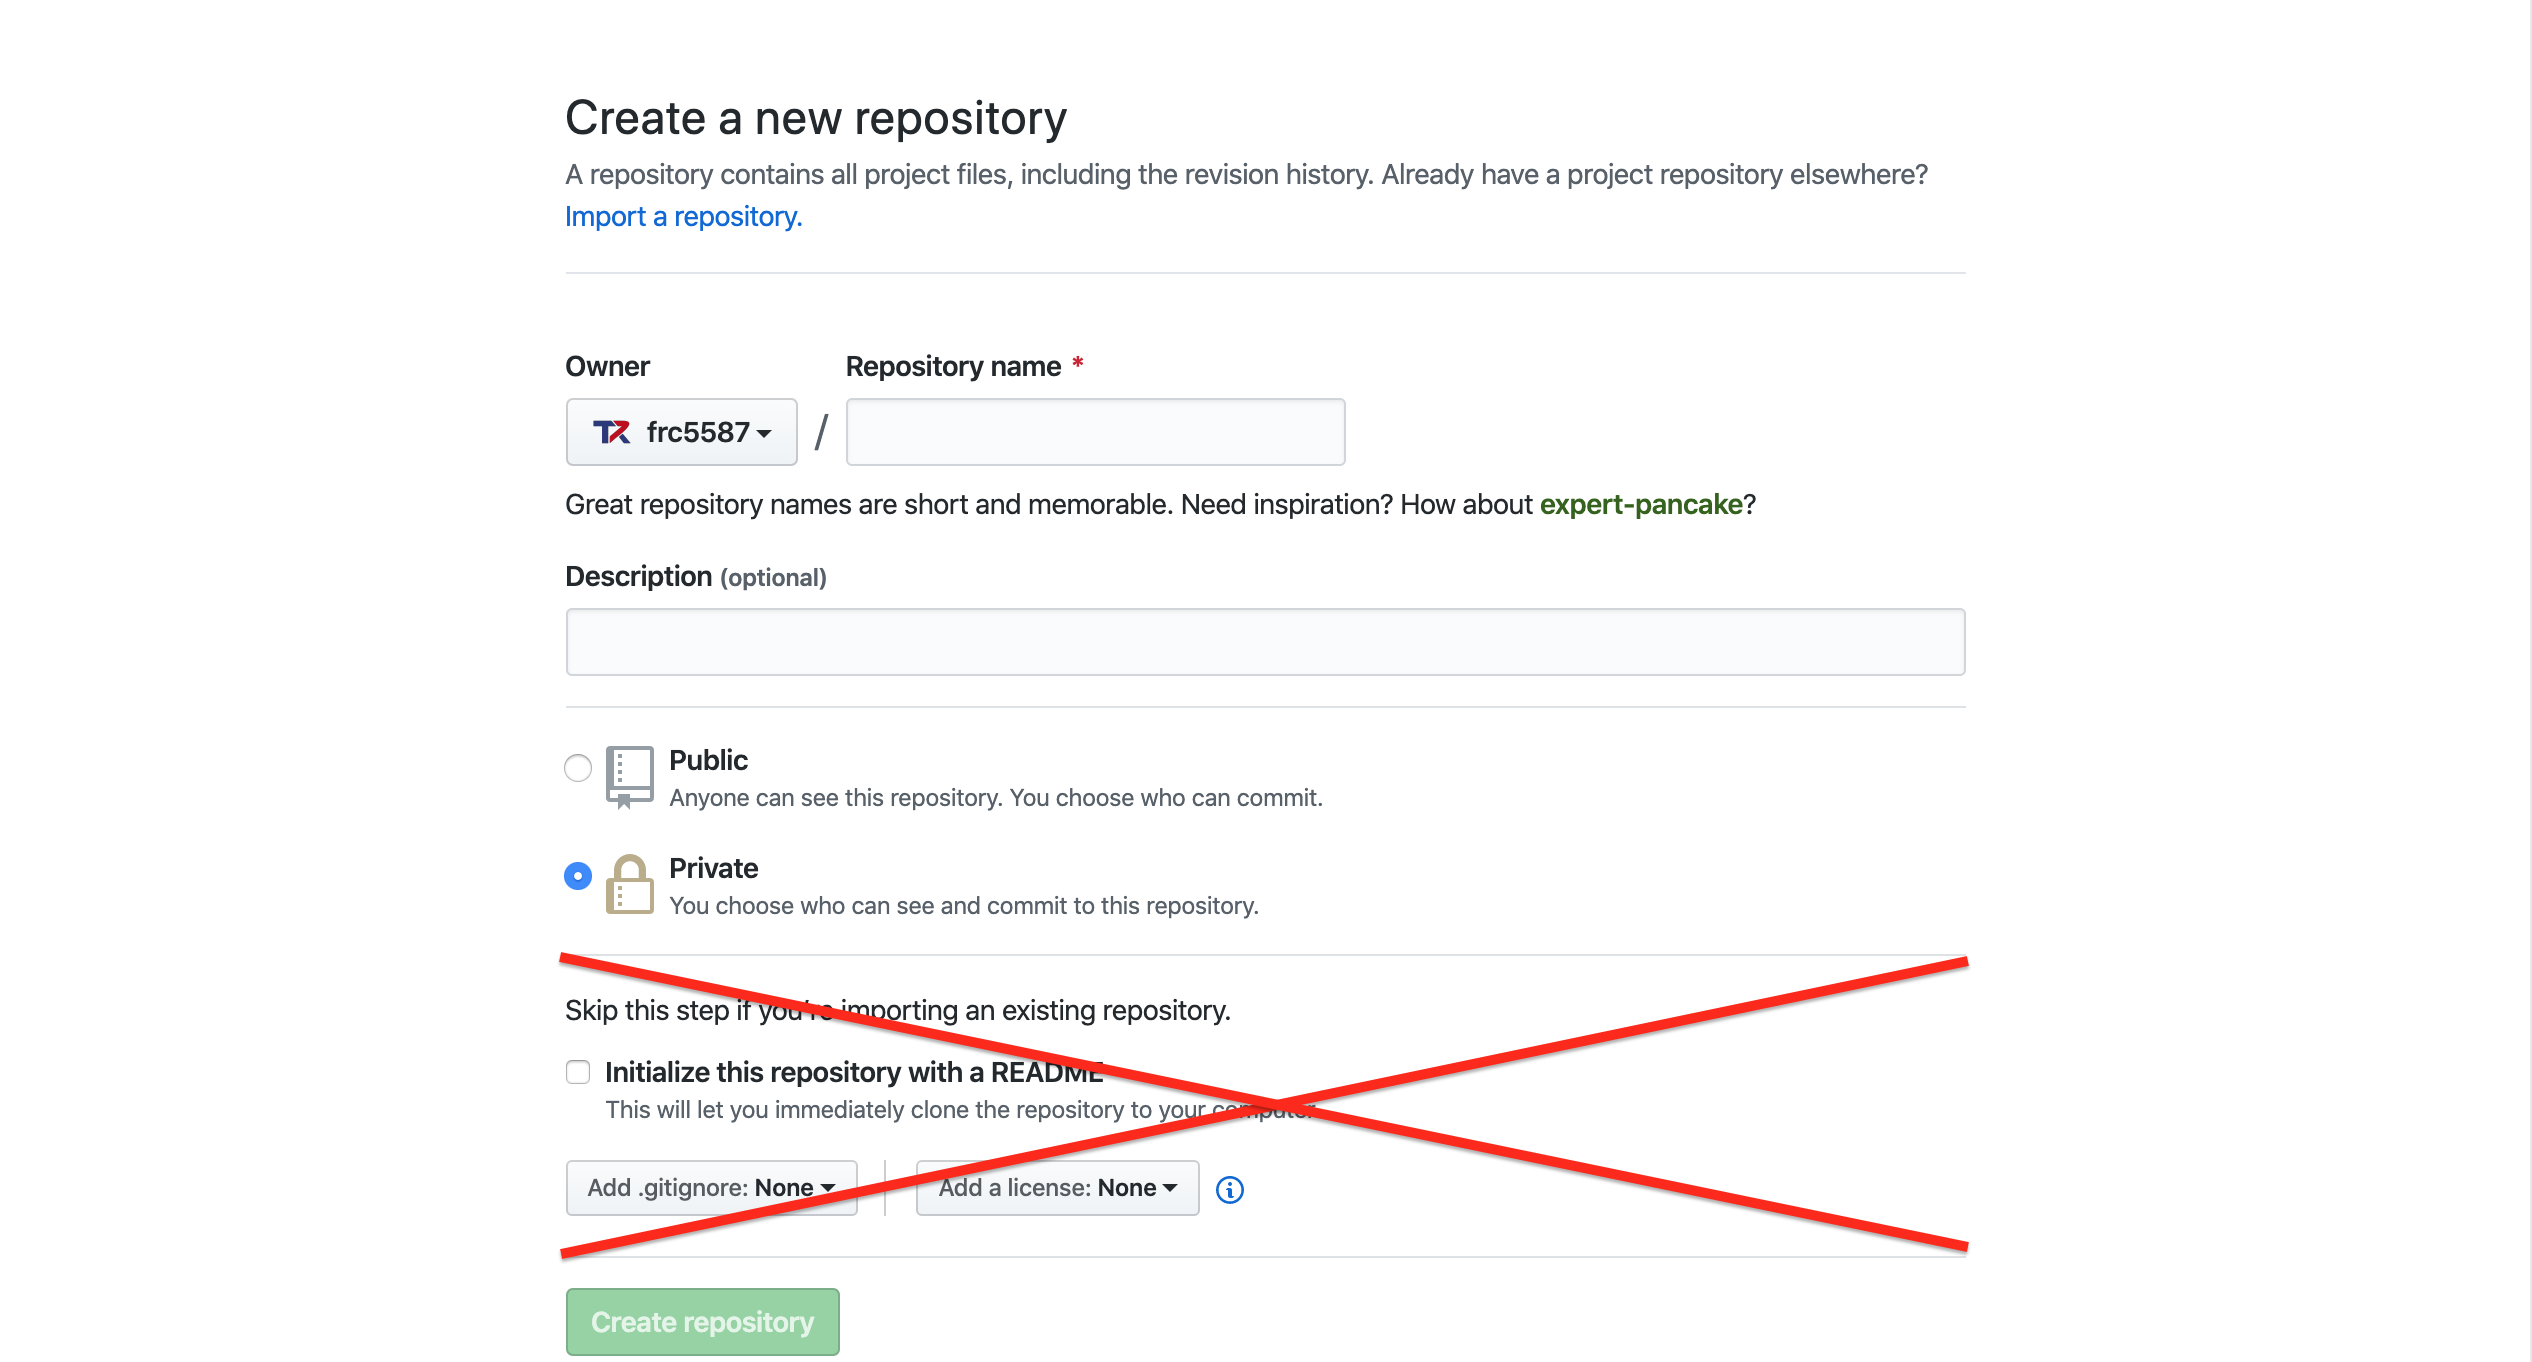 Create a new repository
A repository contains all project files, including the revision history. Already have a project repository elsewhere?
Import a repository.
Owner
Repository name *
TR frc5587 /
Great repository names are short and memorable. Need inspiration? How about expert-pancake?
Description (optional)
Public
Anyone can see this repository. You choose who can commit.
Private
You choose who can see and commit to this repository.
Skip this step if you're importing an existing repository.
Initialize this repository with a README
This will let you immediately clone the repository to your computer.
Add .gitignore: None
Add a license: None
Create repository